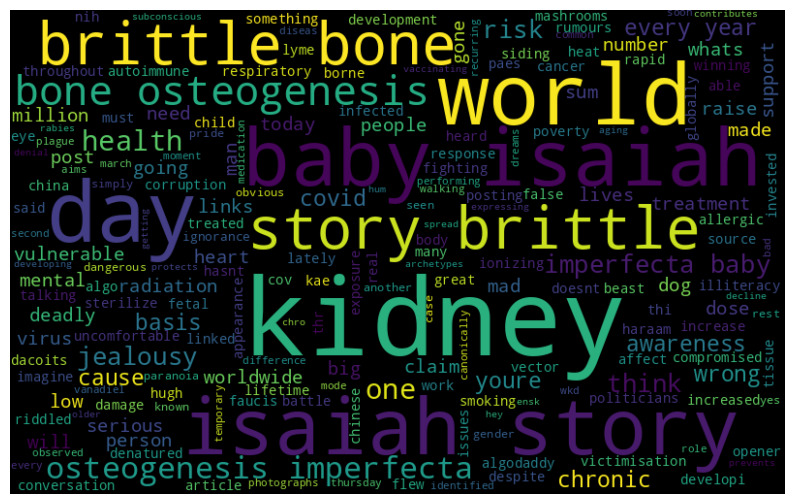 nih
subconscious
something
development
mashrooms
rumours
soon
contributes
brittle bone
diseas
gone
risk
every year
common
lyme
siding
heat
number
whats
winning
throughout
autoimmune
respiratory
borne
recurring
rapid
bone osteogenesis
world
vaccinating
paes
cancer
able
support
million
must
need
child
infected
sum
globally
rabies
plague
pride
today
people
raise
made
eye
health
medication
baby isaiah
poverty
aging
denial
march
moment
man
heard
response
dreams
aims
post
going
fighting
performing
walking
obvious
hum
expressing
china
simply
corruption
day
covid
posting
false
lives
treatment
invested
said
links
story brittle
seen
spread
allergic
second
treated
ignorance
lately
body
source
getting
developing
protects
heart
many
bad
vulnerable
hasnt
archetypes
ionizing
imperfecta baby
dangerous
mental
algo
radiation
cov
kae
great
doesnt
beast
dog
illiteracy
talking
appearance
kidney
exposure
real
another
mad
thi
dose
decline
deadly
sterilize
fetal
case
rest
virus
basis
thr
haraam
increase
awareness
uncomfortable
linked
chro
canonically
dacoits
jealousy
difference
affect
compromised
tissue
imagine
paranoia
big
claim
vector
wrong
cause
worldwide
youre
think
vanadiel
mode
work
wkd
increased
yes
low
hugh
faucis
battle
one
smoking
ensk
politicians
older
temporary
lifetime
riddled
damage
known
chinese
hey
isaiah story
serious
issues
gender
will
person
chronic
victimisation
opener
observed
osteogenesis imperfecta
denatured
algodaddy
role
every
conversation
article
flew
despite
developi
photographs
thursday
identified
prevents